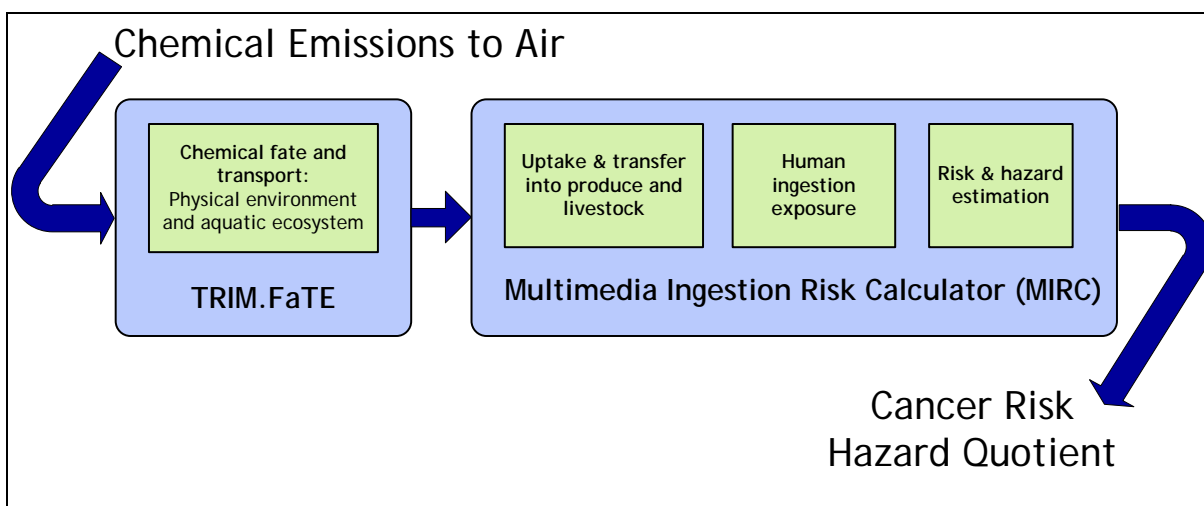 Chemical Emissions to Air
Chemical fate and
transport:
Physical environment
and aquatic ecosystem
TRIM.FaTE
Uptake & transfer
into produce and
livestock
Human
ingestion
exposure
Risk & hazard
estimation
Multimedia Ingestion Risk Calculator (MIRC)
Cancer Risk
Hazard Quotient